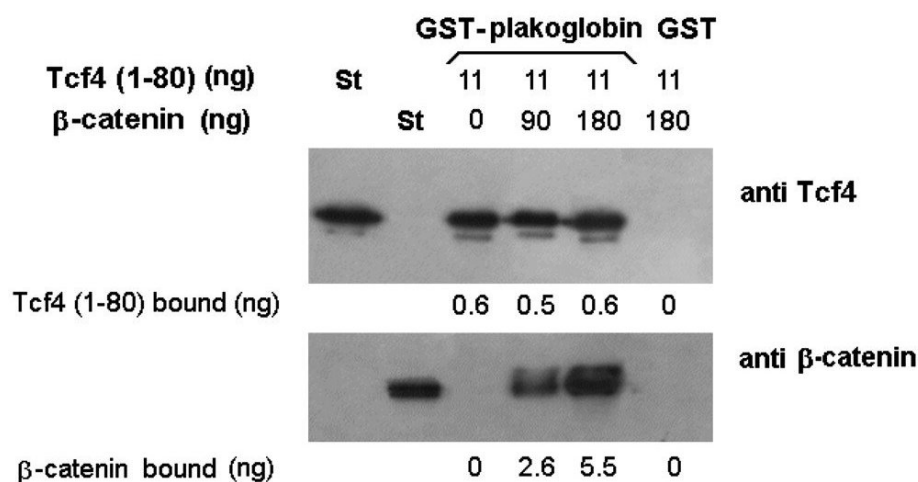 GST-plakoglobin GST
Tcf4 (1-80) (ng) St 11 11 11 11
β-catenin (ng) St 0 90 180 180
anti Tcf4
Tcf4 (1-80) bound (ng) 0.6 0.5 0.6 0
anti β-catenin
β-catenin bound (ng) 0 2.6 5.5 0